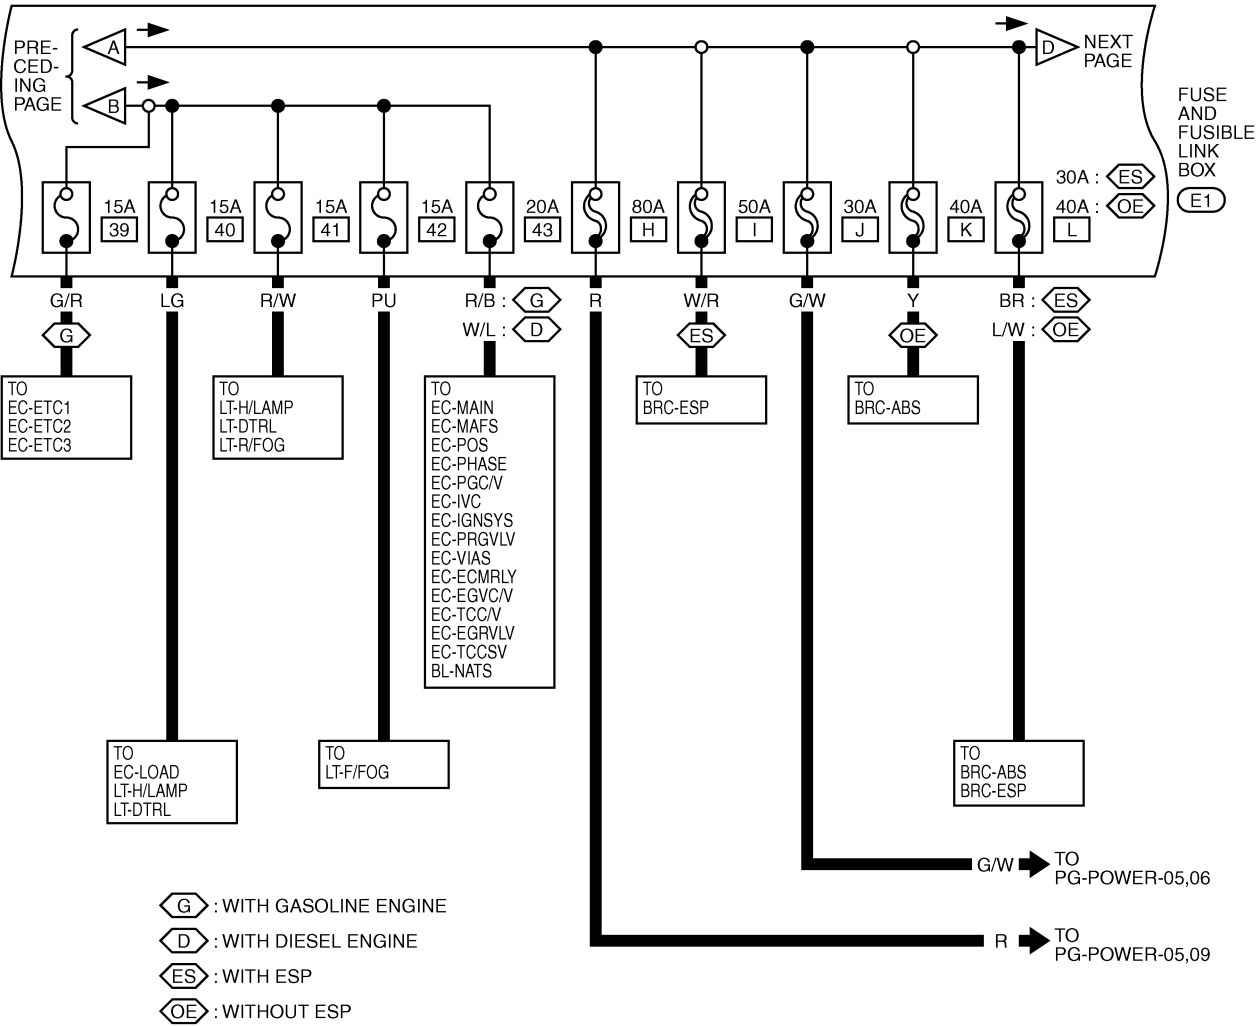 PRE-
CED-
ING
PAGE
A
B
D
NEXT
PAGE
FUSE
AND
FUSIBLE
LINK
BOX
E1
30A : ES
40A : OE
15A
39
15A
40
15A
41
15A
42
20A
43
80A
H
50A
I
30A
J
40A
K
L
G/R
LG
R/W
PU
R/B : G
W/L : D
R
W/R
G/W
Y
BR : ES
L/W : OE
G
ES
OE
TO
EC-ETC1
EC-ETC2
EC-ETC3
TO
LT-H/LAMP
LT-DTRL
LT-R/FOG
TO
EC-MAIN
EC-MAFS
EC-POS
EC-PHASE
EC-PGC/V
EC-IVC
EC-IGNSYS
EC-PRGVLV
EC-VIAS
EC-ECMRLY
EC-EGVC/V
EC-TCC/V
EC-EGRVLV
EC-TCCSV
BL-NATS
TO
BRC-ESP
TO
BRC-ABS
TO
EC-LOAD
LT-H/LAMP
LT-DTRL
TO
LT-F/FOG
TO
BRC-ABS
BRC-ESP
G/W
TO
PG-POWER-05,06
R
TO
PG-POWER-05,09
G : WITH GASOLINE ENGINE
D : WITH DIESEL ENGINE
ES : WITH ESP
OE : WITHOUT ESP